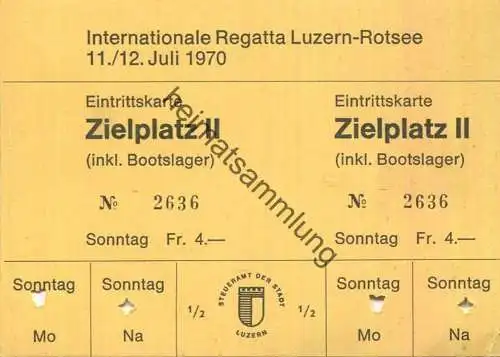 Internationale Regatta Luzern-Rotsee
11./12. Juli 1970
Eintrittskarte
Zielplatz II
(inkl. Bootslager)
№ 2636
Sonntag Fr. 4.—
Eintrittskarte
Zielplatz II
(inkl. Bootslager)
№ 2636
Sonntag Fr. 4.—
heimatsammlung
Sonntag
Mo
Sonntag
Na
1/2
STEUERAMT DER STADT
LUZERN
1/2
Sonntag
Mo
Sonntag
Na